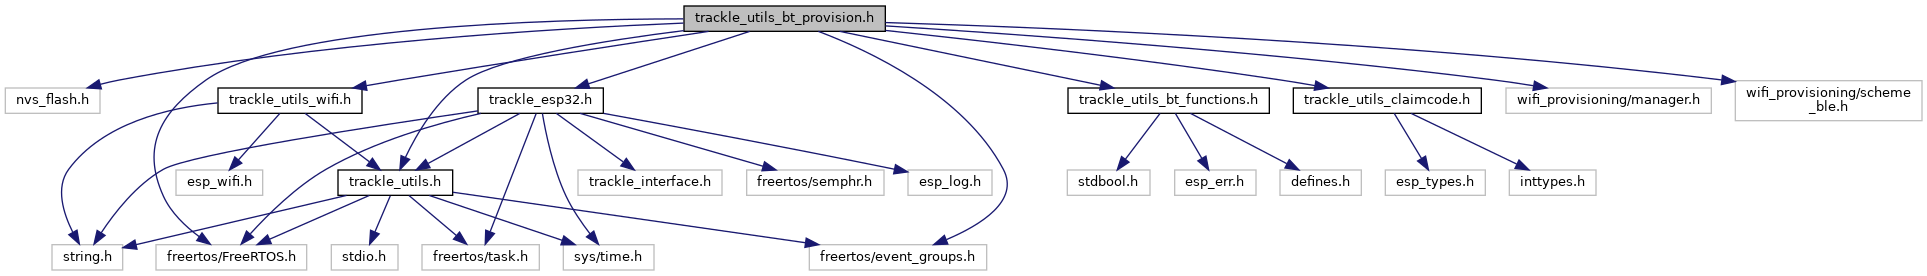 trackle_utils_bt_provision.h
nvs_flash.h
trackle_utils_wifi.h
trackle_esp32.h
trackle_utils_bt_functions.h
trackle_utils_claimcode.h
wifi_provisioning/manager.h
wifi_provisioning/scheme
_ble.h
esp_wifi.h
trackle_utils.h
trackle_interface.h
freertos/semphr.h
esp_log.h
stdbool.h
esp_err.h
defines.h
esp_types.h
inttypes.h
string.h
freertos/FreeRTOS.h
stdio.h
freertos/task.h
sys/time.h
freertos/event_groups.h